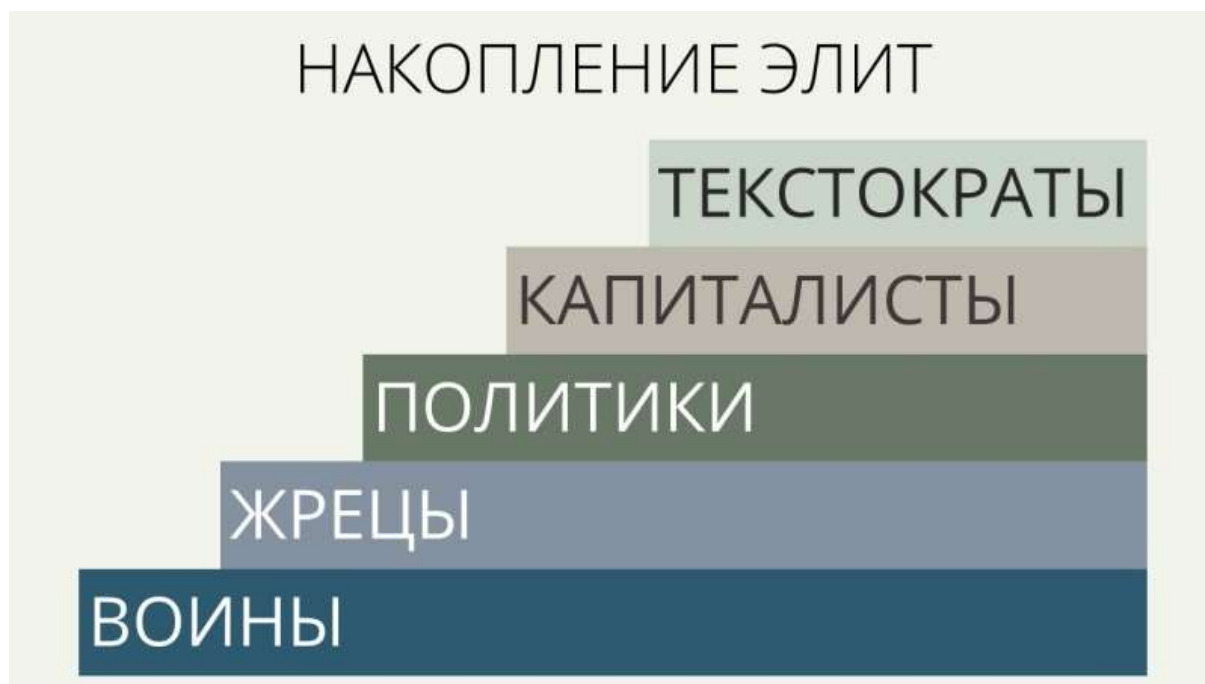 НАКОПЛЕНИЕ ЭЛИТ
ТЕКСТОКРАТЫ
КАПИТАЛИСТЫ
ПОЛИТИКИ
ЖРЕЦЫ
ВОИНЫ